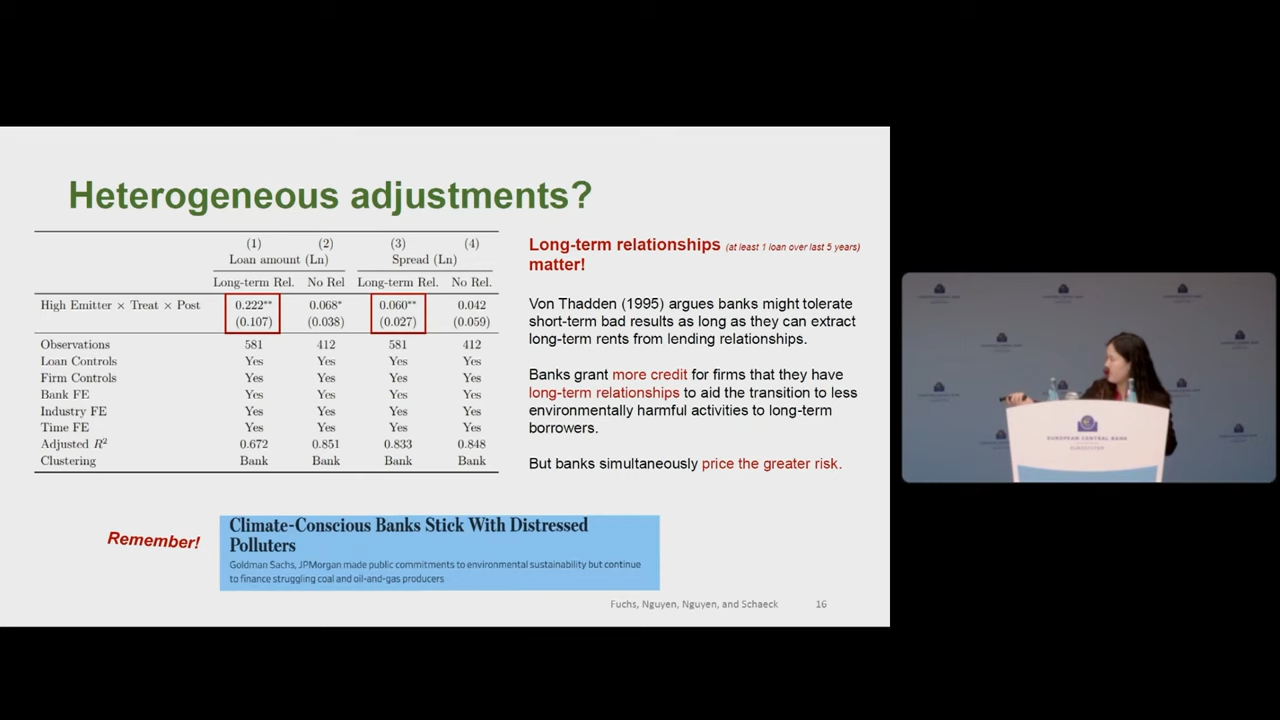 Heterogeneous adjustments?
(1) (2) (3) (4)
Loan amount (Ln) Spread (Ln)
Long-term Rel. No Rel Long-term Rel. No Rel.
High Emitter × Treat × Post 0.222** 0.068* 0.060** 0.042
(0.107) (0.038) (0.027) (0.059)
Observations 581 412 581 412
Loan Controls Yes Yes Yes Yes
Firm Controls Yes Yes Yes Yes
Bank FE Yes Yes Yes Yes
Industry FE Yes Yes Yes Yes
Time FE Yes Yes Yes Yes
Adjusted R² 0.672 0.851 0.833 0.848
Clustering Bank Bank Bank Bank
Long-term relationships (at least 1 loan over last 5 years)
matter!
Von Thadden (1995) argues banks might tolerate
short-term bad results as long as they can extract
long-term rents from lending relationships.
Banks grant more credit for firms that they have
long-term relationships to aid the transition to less
environmentally harmful activities to long-term
borrowers.
But banks simultaneously price the greater risk.
Remember!
Climate-Conscious Banks Stick With Distressed
Polluters
Goldman Sachs, JPMorgan made public commitments to environmental sustainability but continue
to finance struggling coal and oil-and-gas producers
Fuchs, Nguyen, Nguyen, and Schaeck 16
EUROPEAN CENTRAL BANK
EUROSYSTEM